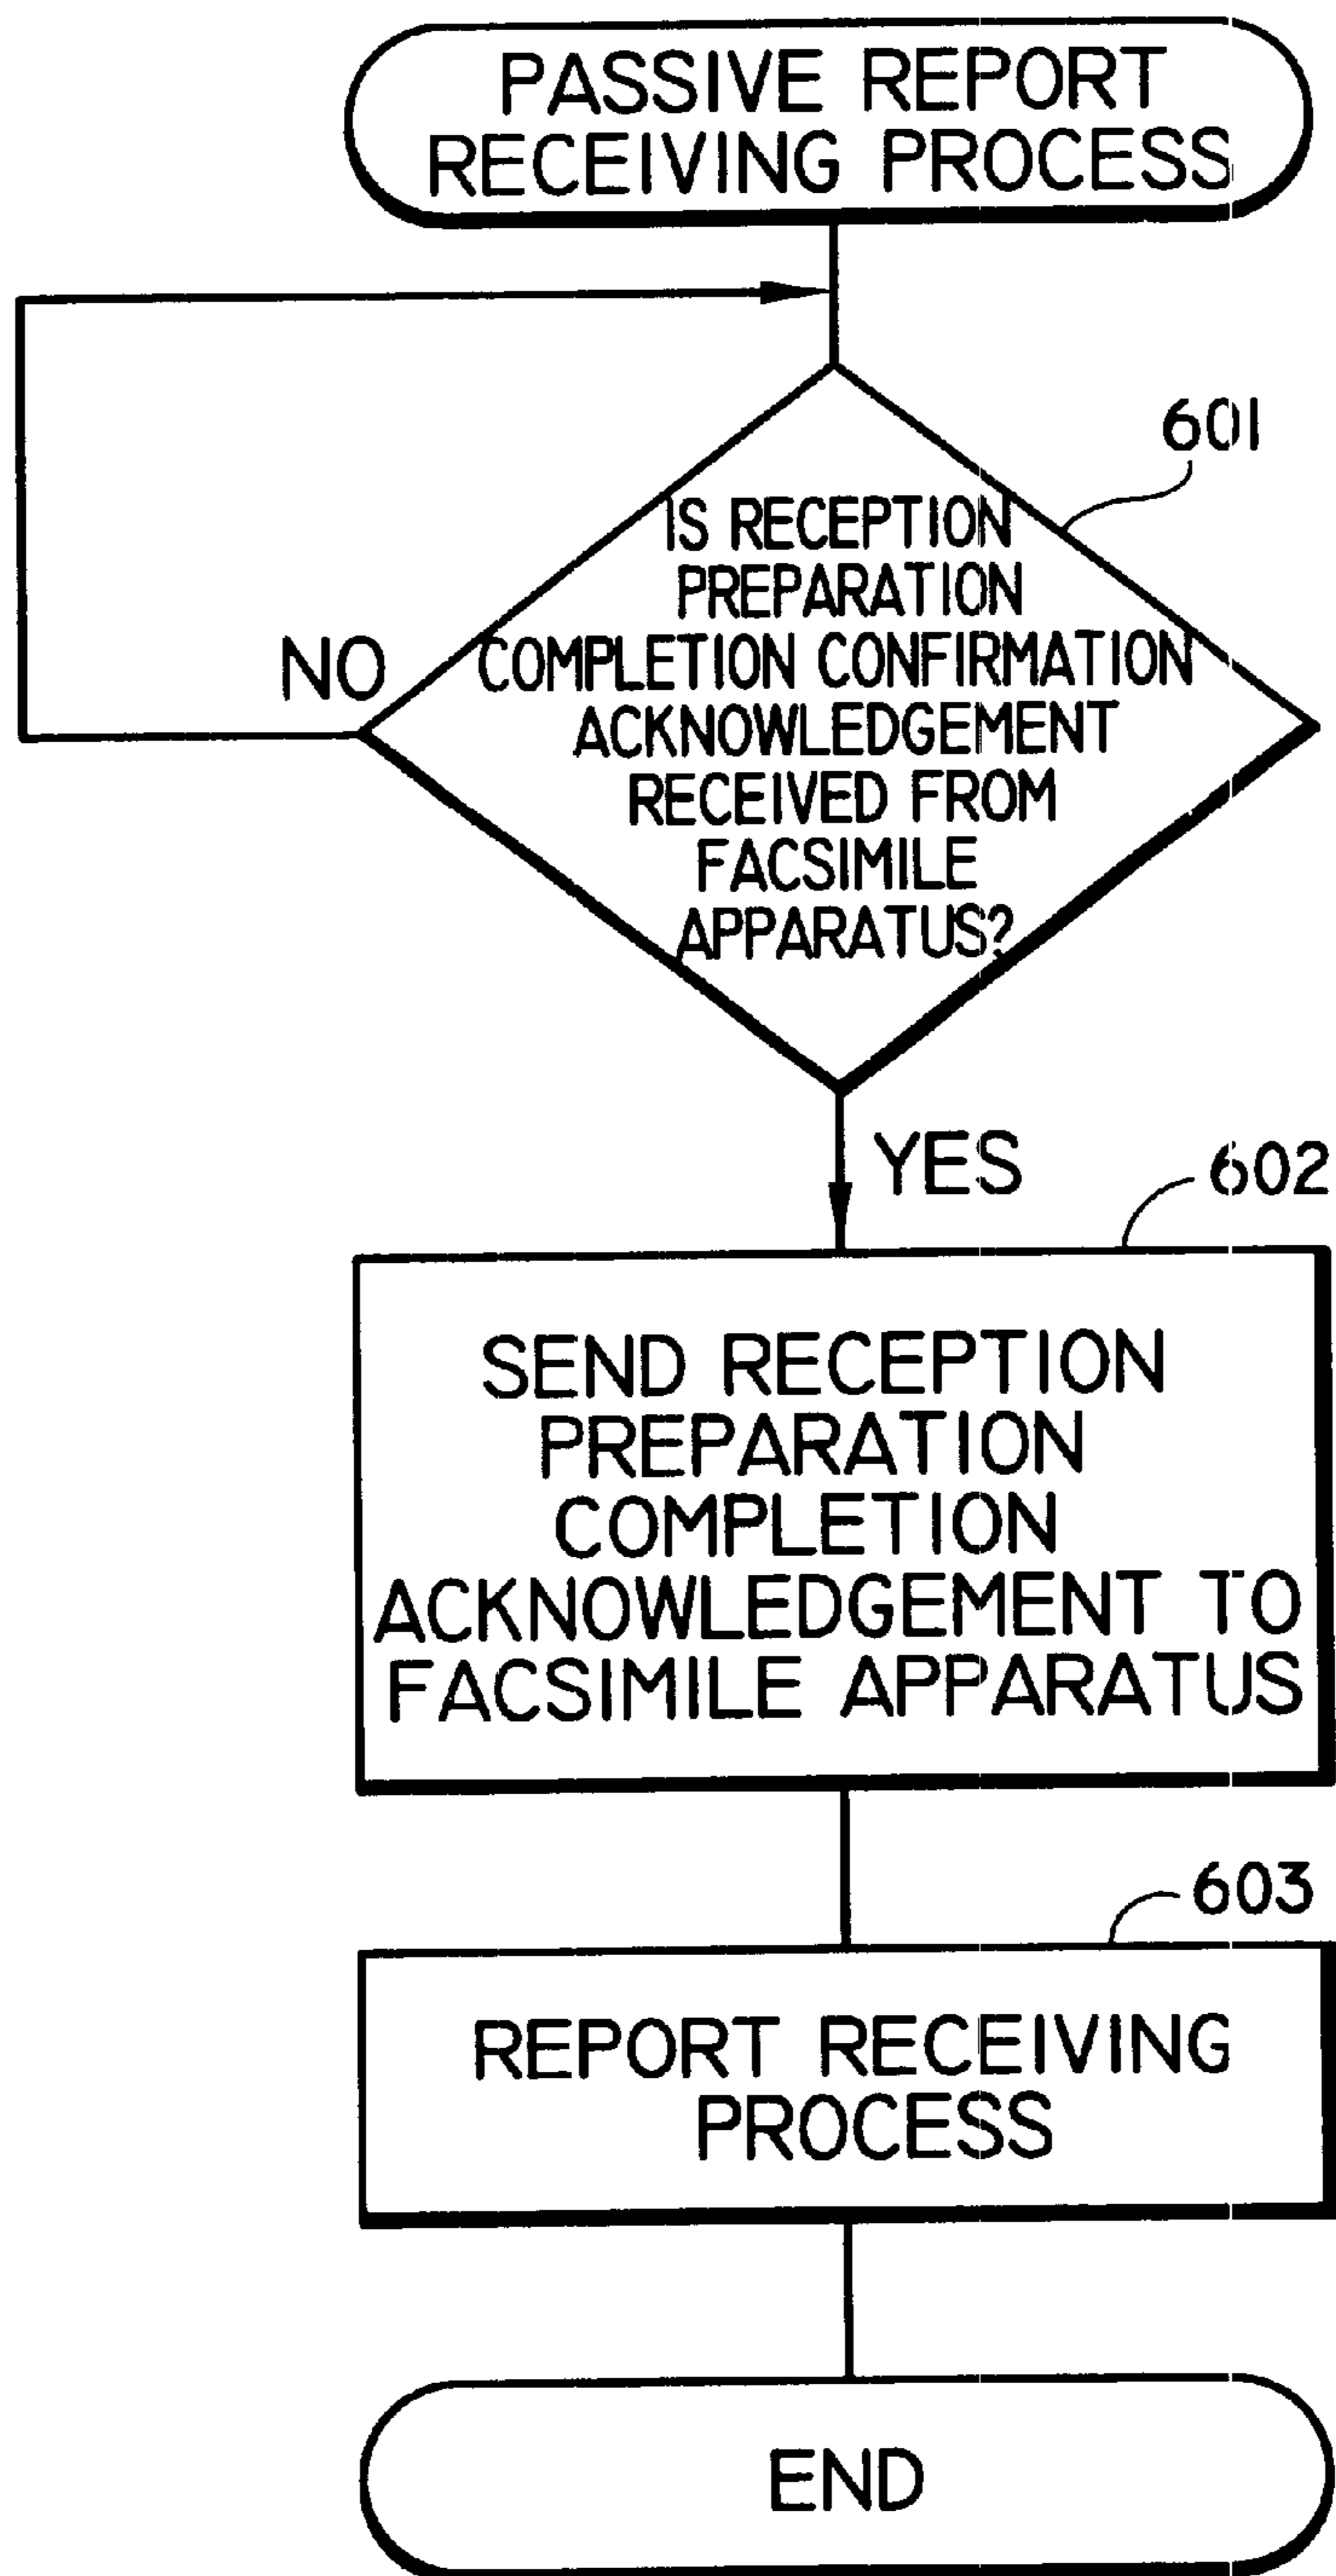 PASSIVE REPORT
RECEIVING PROCESS
601
IS RECEPTION
PREPARATION
NO
COMPLETION CONFIRMATION
ACKNOWLEDGEMENT
RECEIVED FROM
FACSIMILE
APPARATUS?
YES
602
SEND RECEPTION
PREPARATION
COMPLETION
ACKNOWLEDGEMENT TO
FACSIMILE APPARATUS
603
REPORT RECEIVING
PROCESS
END